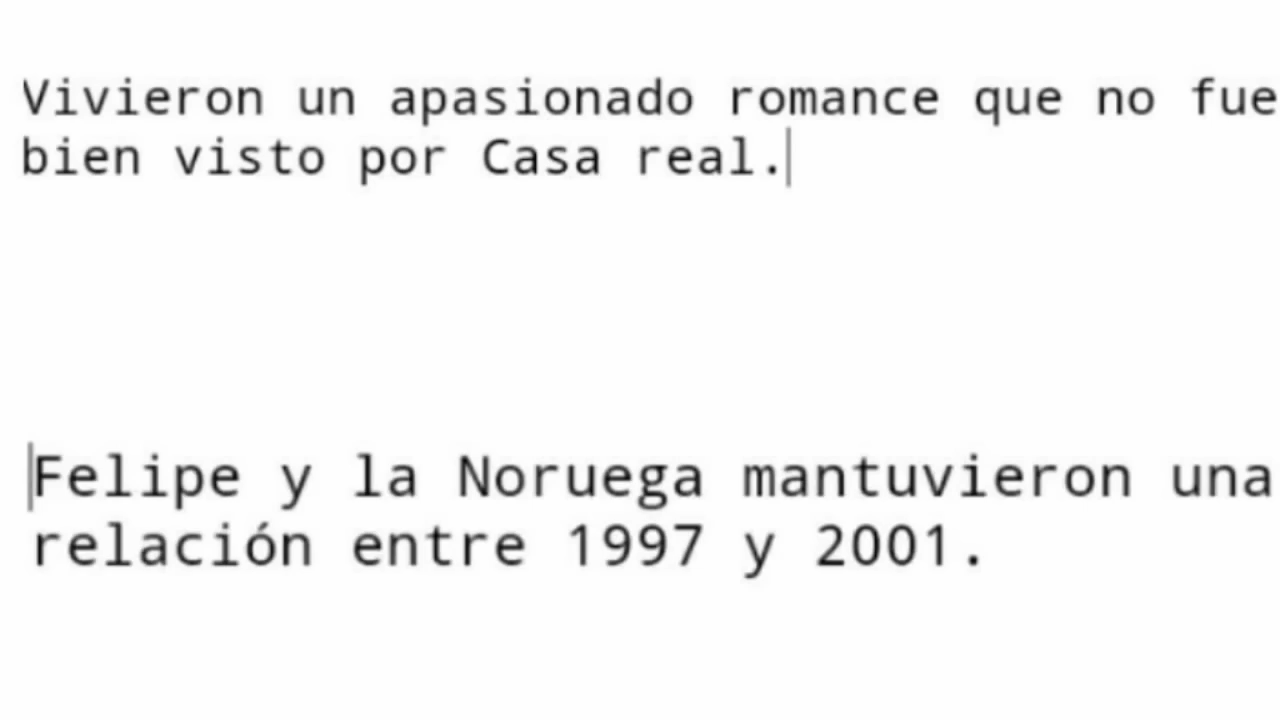 Vivieron un apasionado romance que no fue
bien visto por Casa real.
Felipe y la Noruega mantuvieron una
relación entre 1997 y 2001.